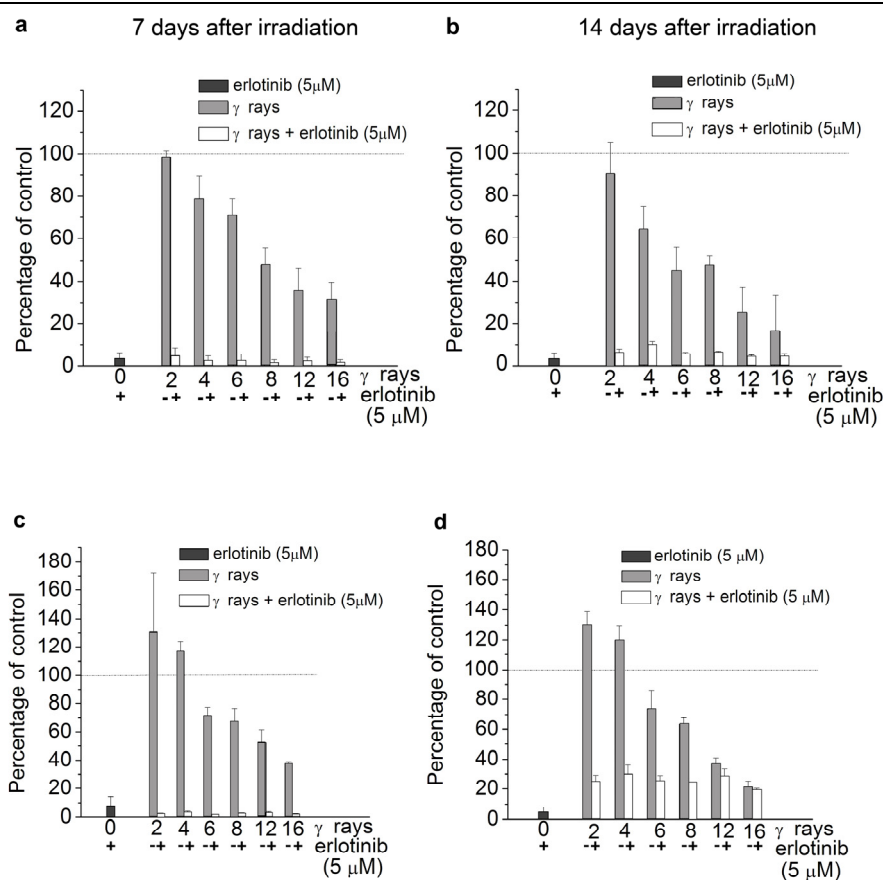 a
7 days after irradiation
erlotinib (5µM)
γ rays
γ rays + erlotinib (5µM)
120
100
80
60
40
20
0
Percentage of control
0 2 4 6 8 12 16 γ rays
+ -+ -+ -+ -+ -+ -+ erlotinib
(5 µM)
b
14 days after irradiation
erlotinib (5µM)
γ rays
γ rays + erlotinib (5µM)
120
100
80
60
40
20
0
Percentage of control
0 2 4 6 8 12 16 γ rays
+ -+ -+ -+ -+ -+ -+ erlotinib
(5 µM)
c
erlotinib (5µM)
γ rays
γ rays + erlotinib (5µM)
180
160
140
120
100
80
60
40
20
0
Percentage of control
0 2 4 6 8 12 16 γ rays
+ -+ -+ -+ -+ -+ -+ erlotinib
(5 µM)
d
erlotinib (5 µM)
γ rays
γ rays + erlotinib (5 µM)
180
160
140
120
100
80
60
40
20
0
Percentage of control
0 2 4 6 8 12 16 γ rays
+ -+ -+ -+ -+ -+ -+ erlotinib
(5 µM)